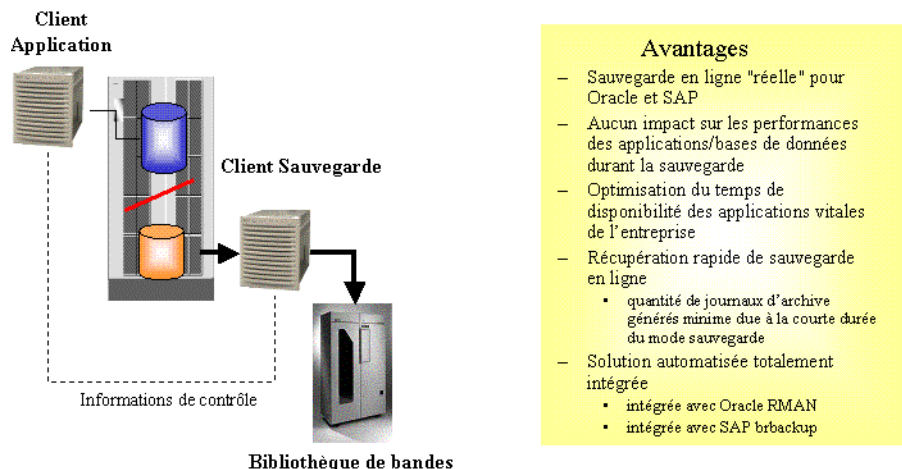 Client
Application
Client Sauvegarde
Informations de contrôle
Bibliothèque de bandes
Avantages
– Sauvegarde en ligne "réelle" pour
Oracle et SAP
– Aucun impact sur les performances
des applications/bases de données
durant la sauvegarde
– Optimisation du temps de
disponibilité des applications vitales
de l'entreprise
– Récupération rapide de sauvegarde
en ligne
▪ quantité de journaux d'archive
générés minime due à la courte durée
du mode sauvegarde
– Solution automatisée totalement
intégrée
▪ intégrée avec Oracle RMAN
▪ intégrée avec SAP brbackup